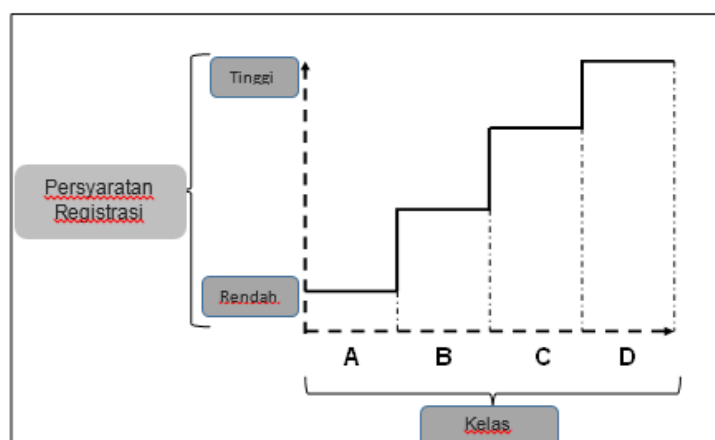 Tinggi
Persyaratan
Registrasi
Rendah
A B C D
Kelas